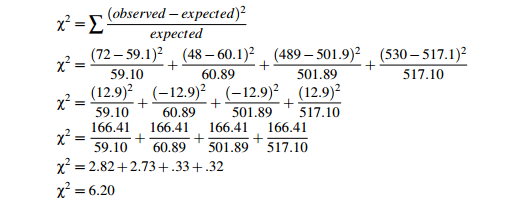 χ² = ∑ (observed − expected)² / expected
χ² = (72 − 59.1)² / 59.10 + (48 − 60.1)² / 60.89 + (489 − 501.9)² / 501.89 + (530 − 517.1)² / 517.10
χ² = (12.9)² / 59.10 + (−12.9)² / 60.89 + (−12.9)² / 501.89 + (12.9)² / 517.10
χ² = 166.41 / 59.10 + 166.41 / 60.89 + 166.41 / 501.89 + 166.41 / 517.10
χ² = 2.82 + 2.73 + .33 + .32
χ² = 6.20